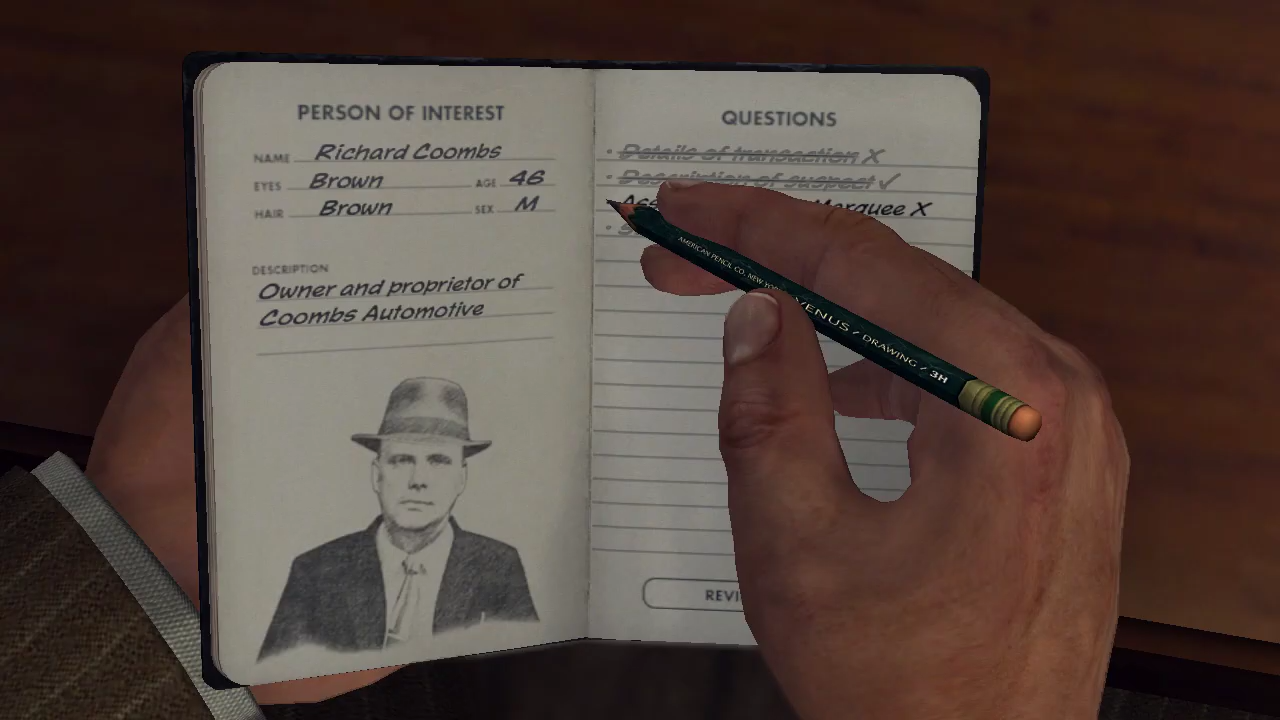 PERSON OF INTEREST
NAME Richard Coombs
EYES Brown AGE 46
HAIR Brown SEX M
DESCRIPTION
Owner and proprietor of
Coombs Automotive
QUESTIONS
• Details of transaction X
• Description of suspect ✓
Marquee X
AMERICAN PENCIL CO. NEW YORK VENUS / DRAWING / 3H